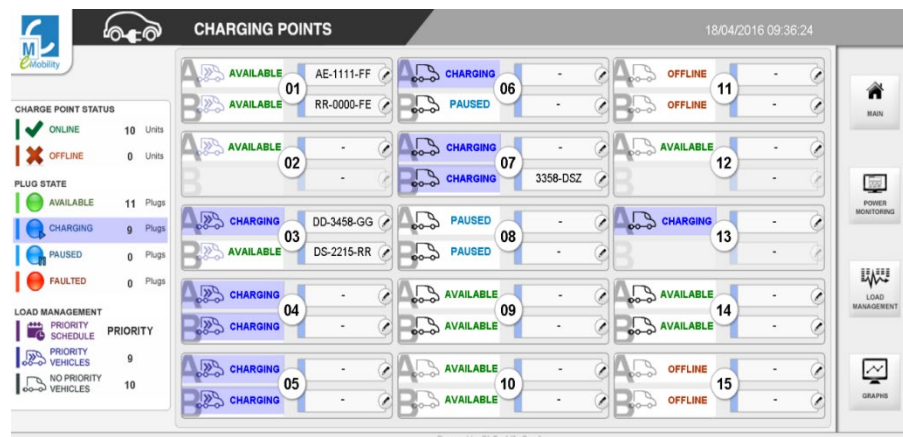 CHARGING POINTS
18/04/2016 09:36:24
M
eMobility
CHARGE POINT STATUS
ONLINE 10 Units
OFFLINE 0 Units
PLUG STATE
AVAILABLE 11 Plugs
CHARGING 9 Plugs
PAUSED 0 Plugs
FAULTED 0 Plugs
LOAD MANAGEMENT
PRIORITY SCHEDULE PRIORITY
PRIORITY VEHICLES 9
NO PRIORITY VEHICLES 10
A AVAILABLE AE-1111-FF
01
B AVAILABLE RR-0000-FE
A AVAILABLE -
02
B -
A CHARGING DD-3458-GG
03
B AVAILABLE DS-2215-RR
A CHARGING -
04
B CHARGING -
A CHARGING -
05
B CHARGING -
A CHARGING -
06
B PAUSED -
A CHARGING -
07
B CHARGING 3358-DSZ
A PAUSED -
08
B PAUSED -
A AVAILABLE -
09
B AVAILABLE -
A AVAILABLE -
10
B AVAILABLE -
A OFFLINE -
11
B OFFLINE -
A AVAILABLE -
12
B -
A CHARGING -
13
B -
A AVAILABLE -
14
B AVAILABLE -
A OFFLINE -
15
B OFFLINE -
MAIN
POWER
MONITORING
LOAD
MANAGEMENT
GRAPHS